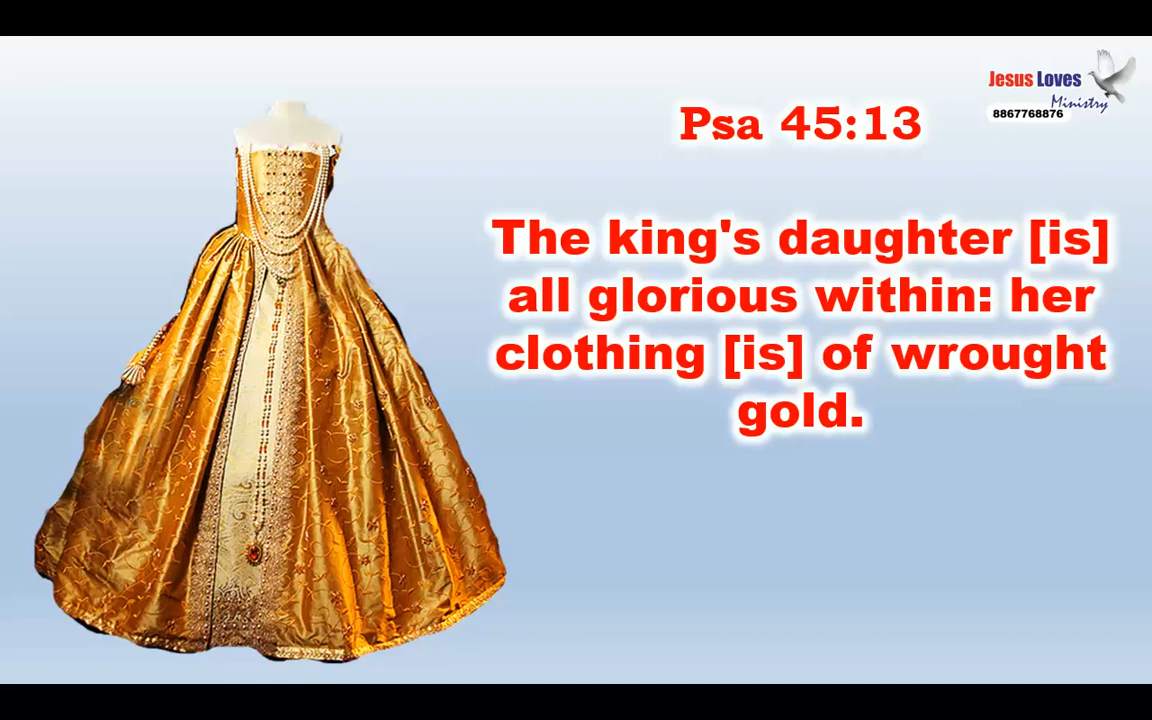 Jesus Loves
Ministry
8867768876
Psa 45:13
The king's daughter [is]
all glorious within: her
clothing [is] of wrought
gold.